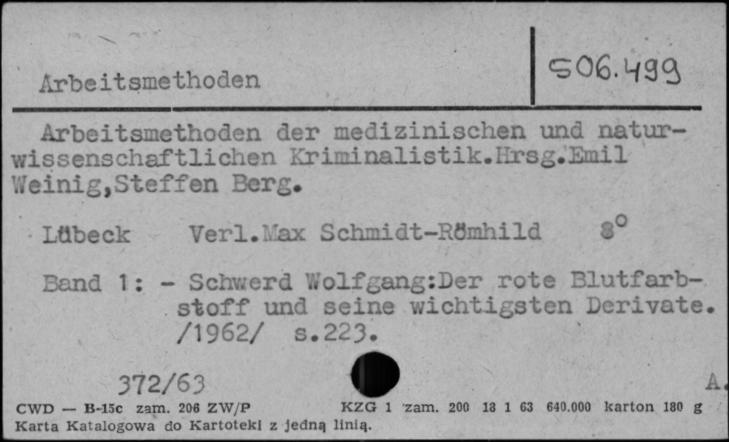 506.499
Arbeitsmethoden
Arbeitsmethoden der medizinischen und natur-
wissenschaftlichen Kriminalistik.Hrsg.Emil
Weinig,Steffen Berg.
Lübeck Verl.Max Schmidt-Römhild 8°
Band 1: - Schwerd Wolfgang:Der rote Blutfarb-
stoff und seine wichtigsten Derivate.
/1962/ s.223.
372/63 A.
CWD — B-15c zam. 206 ZW/P KZG 1 zam. 200 18 1 63 640.000 karton 180 g
Karta Katalogowa do Kartoteki z jedną linią.